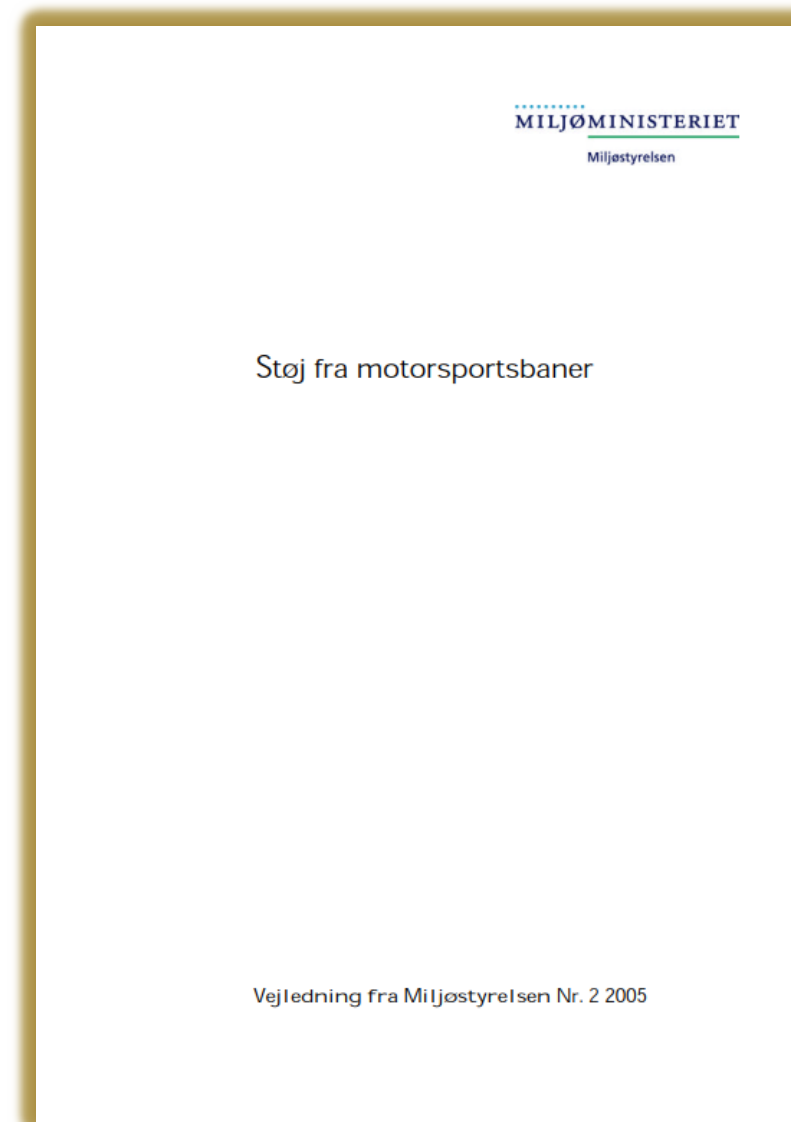 MILJØMINISTERIET
Miljøstyrelsen
Støj fra motorsportsbaner
Vejledning fra Miljøstyrelsen Nr. 2 2005